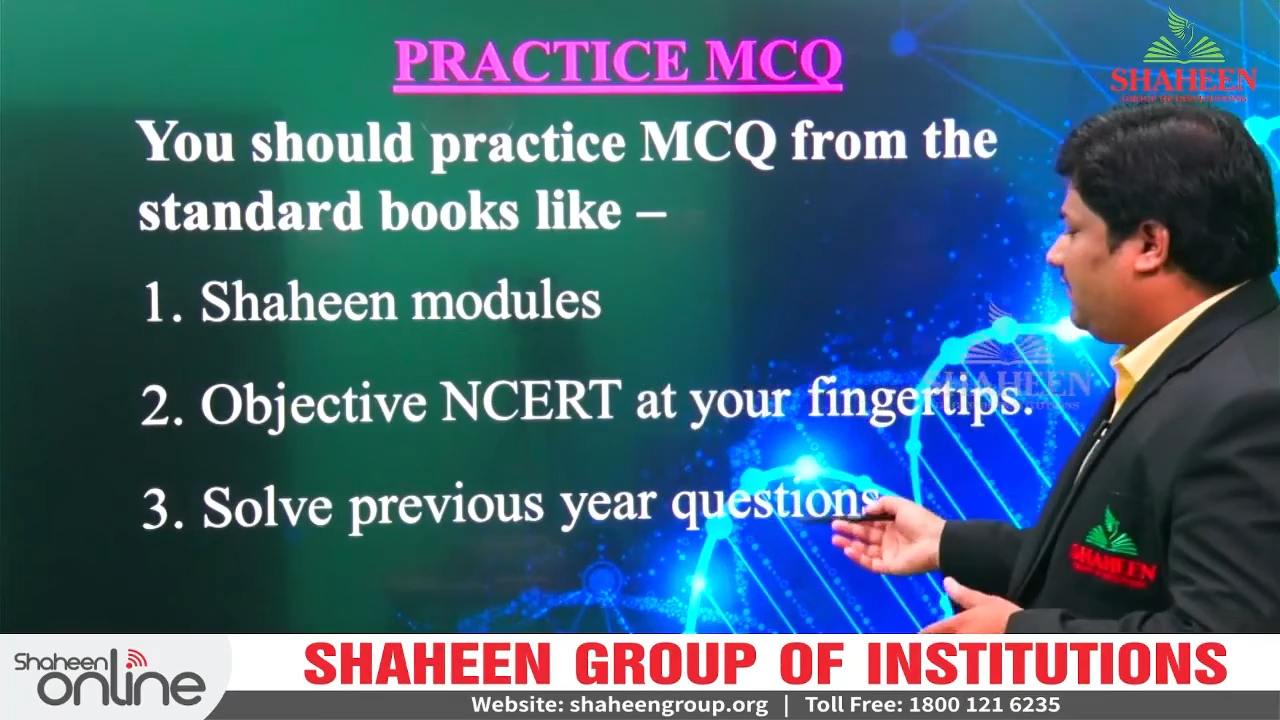 PRACTICE MCQ
SHAHEEN
You should practice MCQ from the
standard books like –
1. Shaheen modules
2. Objective NCERT at your fingertips.
SHAHEEN
3. Solve previous year questions
SHAHEEN
Shaheen
online
SHAHEEN GROUP OF INSTITUTIONS
Website: shaheengroup.org | Toll Free: 1800 121 6235